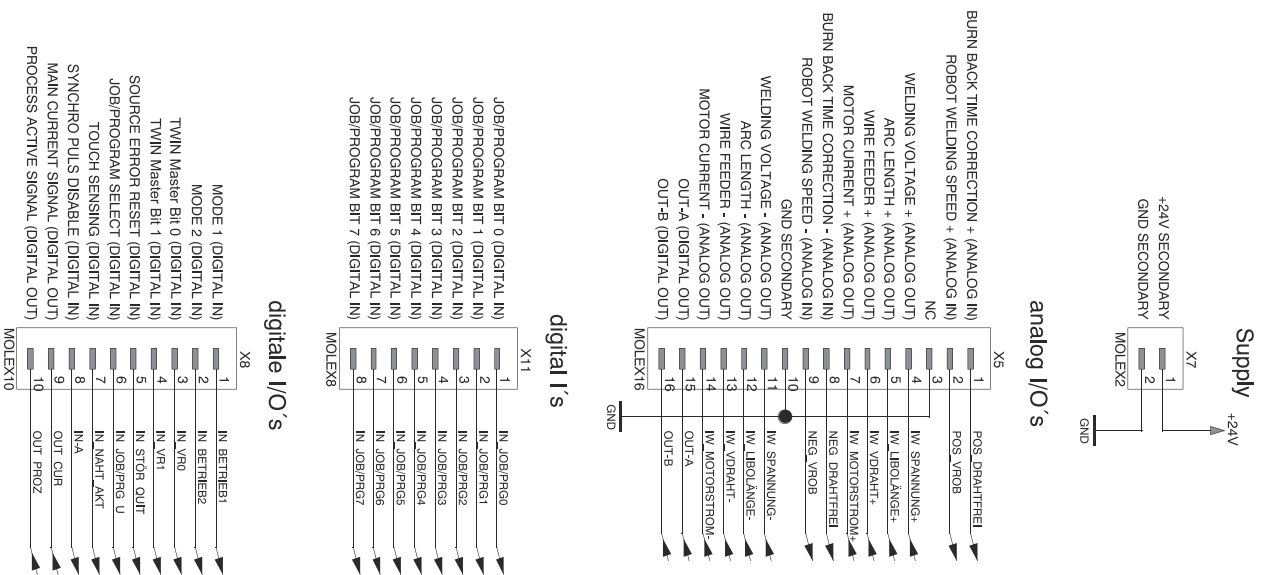 Supply
+24V SECONDARY
GND SECONDARY
X7
1
2
MOLEX2
+24V
GND
analog I/O´s
BURN BACK TIME CORRECTION + (ANALOG IN)
ROBOT WELDING SPEED + (ANALOG IN)
NC
WELDING VOLTAGE + (ANALOG OUT)
ARC LENGTH + (ANALOG OUT)
WIRE FEEDER + (ANALOG OUT)
MOTOR CURRENT + (ANALOG OUT)
BURN BACK TIME CORRECTION - (ANALOG IN)
ROBOT WELDING SPEED - (ANALOG IN)
GND SECONDARY
WELDING VOLTAGE - (ANALOG OUT)
ARC LENGTH - (ANALOG OUT)
WIRE FEEDER - (ANALOG OUT)
MOTOR CURRENT - (ANALOG OUT)
OUT-A (DIGITAL OUT)
OUT-B (DIGITAL OUT)
X5
1
2
3
4
5
6
7
8
9
10
11
12
13
14
15
16
MOLEX16
POS_DRAHTFREI
POS_VROB
IW_SPANNUNG+
IW_LIBOLÄNGE+
IW_VDRAHT+
IW_MOTORSTROM+
NEG_DRAHTFREI
NEG_VROB
IW_SPANNUNG-
IW_LIBOLÄNGE-
IW_VDRAHT-
IW_MOTORSTROM-
OUT-A
OUT-B
GND
digital I´s
JOB/PROGRAM BIT 0 (DIGITAL IN)
JOB/PROGRAM BIT 1 (DIGITAL IN)
JOB/PROGRAM BIT 2 (DIGITAL IN)
JOB/PROGRAM BIT 3 (DIGITAL IN)
JOB/PROGRAM BIT 4 (DIGITAL IN)
JOB/PROGRAM BIT 5 (DIGITAL IN)
JOB/PROGRAM BIT 6 (DIGITAL IN)
JOB/PROGRAM BIT 7 (DIGITAL IN)
X11
1
2
3
4
5
6
7
8
MOLEX8
IN_JOB/PRG0
IN_JOB/PRG1
IN_JOB/PRG2
IN_JOB/PRG3
IN_JOB/PRG4
IN_JOB/PRG5
IN_JOB/PRG6
IN_JOB/PRG7
digitale I/O´s
MODE 1 (DIGITAL IN)
MODE 2 (DIGITAL IN)
TWIN Master Bit 0 (DIGITAL IN)
TWIN Master Bit 1 (DIGITAL IN)
SOURCE ERROR RESET (DIGITAL IN)
JOB/PROGRAM SELECT (DIGITAL IN)
TOUCH SENSING (DIGITAL IN)
SYNCHRO PULS DISABLE (DIGITAL IN)
MAIN CURRENT SIGNAL (DIGITAL OUT)
PROCESS ACTIVE SIGNAL (DIGITAL OUT)
X8
1
2
3
4
5
6
7
8
9
10
MOLEX10
IN_BETRIEB1
IN_BETRIEB2
IN_VR0
IN_VR1
IN_STÖR_QUIT
IN_JOB/PRG_U
IN_NAHT_AKT
IN-A
OUT_CUR
OUT_PROZ